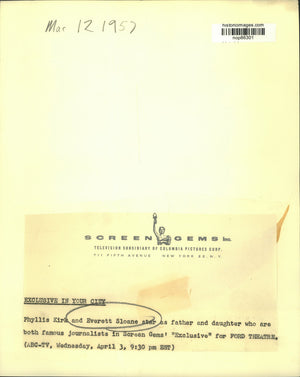 historicimages.com
nop86301
Mar 12 1957
SCREEN GEMS Inc.
TELEVISION SUBSIDIARY OF COLUMBIA PICTURES CORP.
711 FIFTH AVENUE NEW YORK 22, N.Y.
EXCLUSIVE IN YOUR CITY
Phyllis Kirk and Everett Sloane star as father and daughter who are
both famous journalists in Screen Gems' "Exclusive" for FORD THEATRE.
(ABC-TV, Wednesday, April 3, 9:30 pm EST)